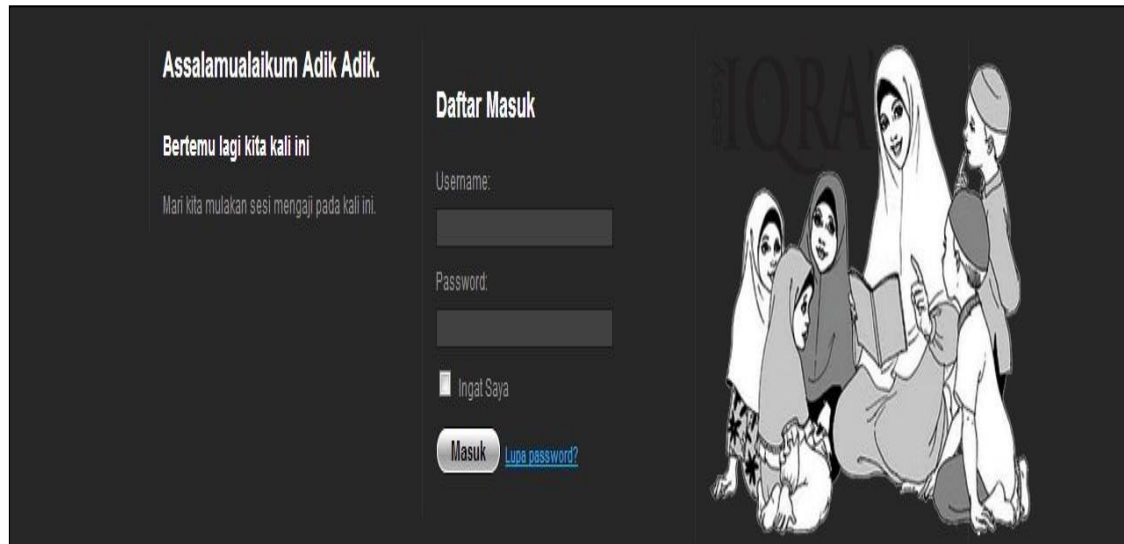 Assalamualaikum Adik Adik.
Bertemu lagi kita kali ini
Mari kita mulakan sesi mengaji pada kali ini.
Daftar Masuk
Username:
Password:
Ingat Saya
Masuk
Lupa password?
easy
IQRA'